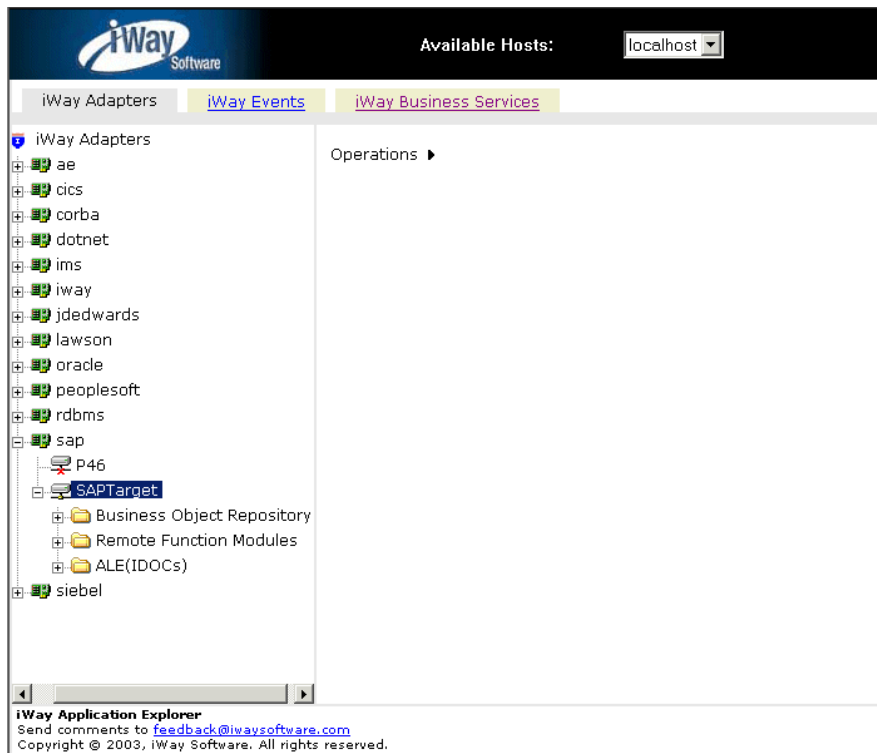 iWay
Software
Available Hosts: localhost
iWay Adapters iWay Events iWay Business Services
iWay Adapters
Operations
ae
cics
corba
dotnet
ims
iway
jdedwards
lawson
oracle
peoplesoft
rdbms
sap
P46
SAPTarget
Business Object Repository
Remote Function Modules
ALE(IDOCs)
siebel
iWay Application Explorer
Send comments to feedback@iwaysoftware.com
Copyright © 2003, iWay Software. All rights reserved.